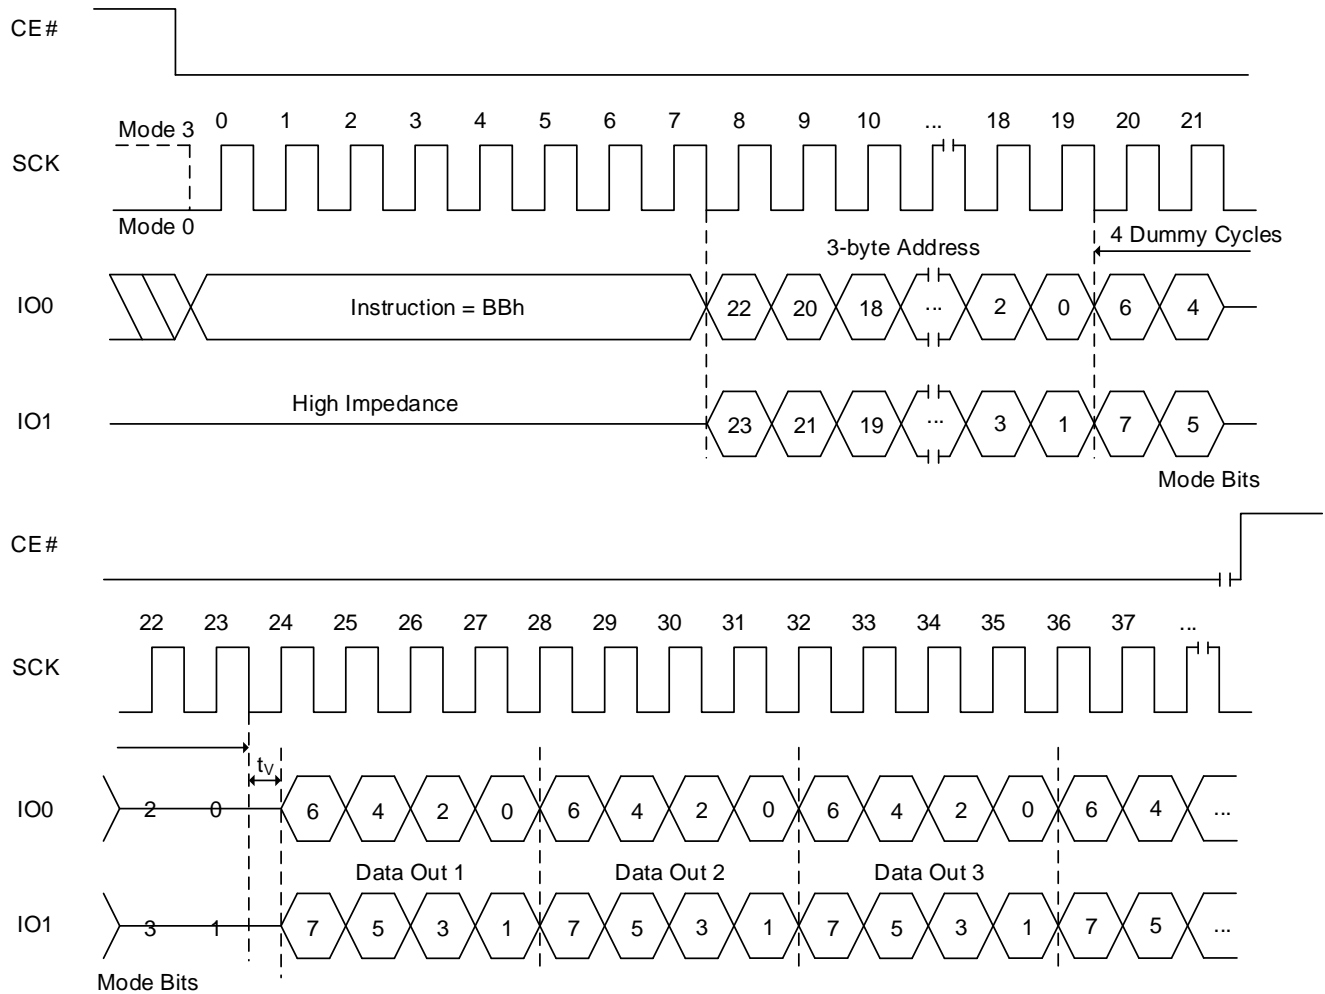 CE#
Mode 3 0 1 2 3 4 5 6 7 8 9 10 ... 18 19 20 21
SCK
Mode 0
3-byte Address 4 Dummy Cycles
IO0 Instruction = BBh 22 20 18 ... 2 0 6 4
High Impedance
IO1 23 21 19 ... 3 1 7 5
Mode Bits
CE#
22 23 24 25 26 27 28 29 30 31 32 33 34 35 36 37 ...
SCK
tV
IO0 2 0 6 4 2 0 6 4 2 0 6 4 2 0 6 4 ...
Data Out 1 Data Out 2 Data Out 3
IO1 3 1 7 5 3 1 7 5 3 1 7 5 3 1 7 5 ...
Mode Bits